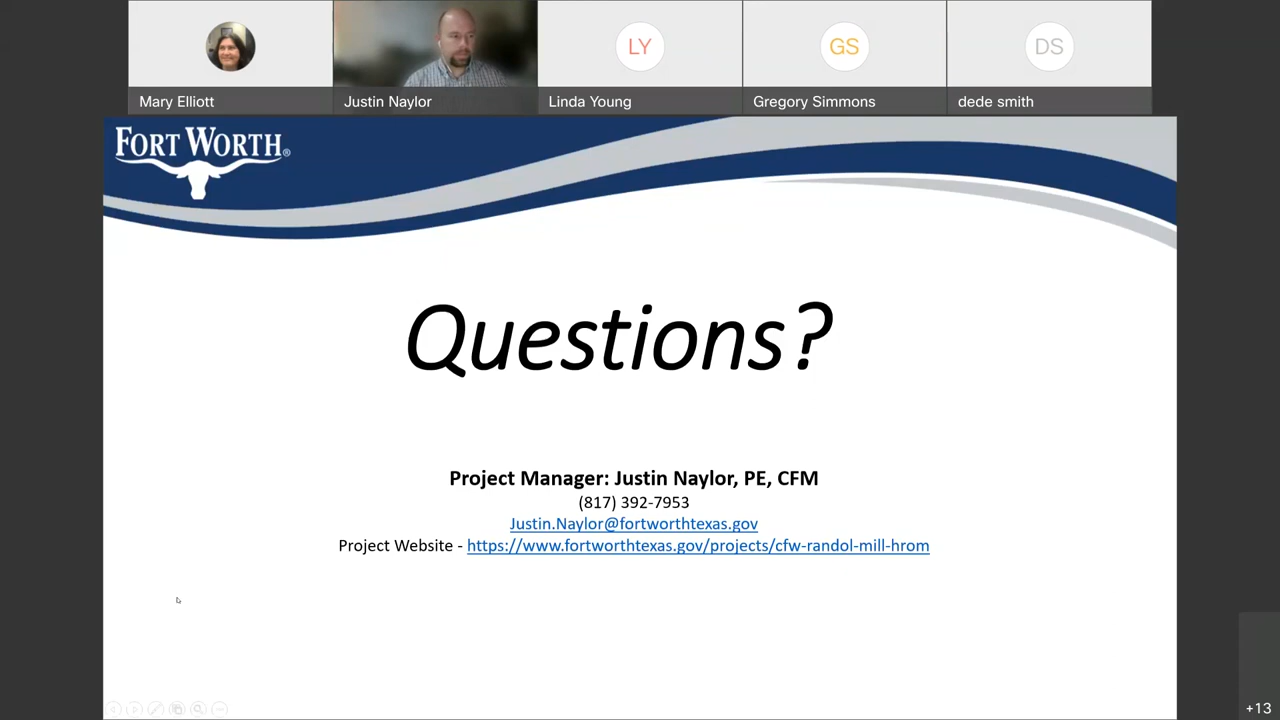 LY
GS
DS
Mary Elliott
Justin Naylor
Linda Young
Gregory Simmons
dede smith
FORT WORTH®
Questions?
Project Manager: Justin Naylor, PE, CFM
(817) 392-7953
Justin.Naylor@fortworthtexas.gov
Project Website - https://www.fortworthtexas.gov/projects/cfw-randol-mill-hrom
+13